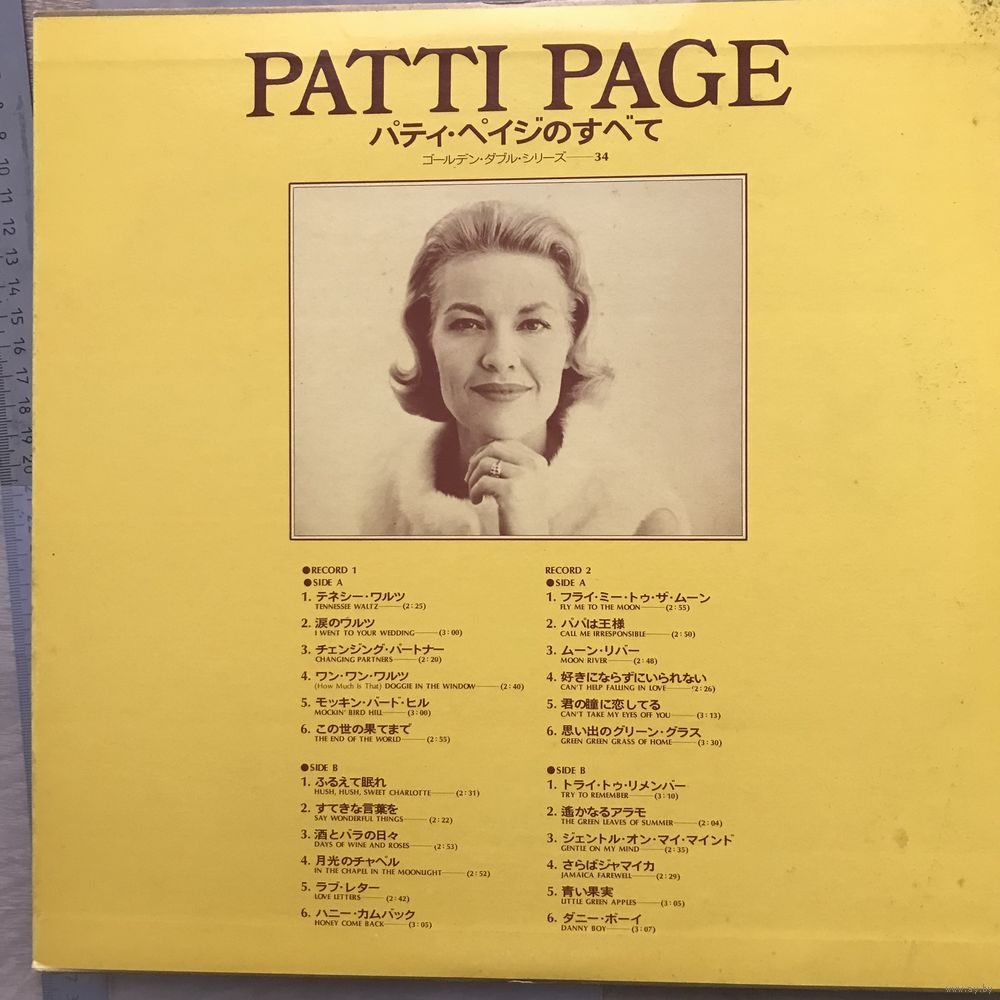 PATTI PAGE
パティ・ペイジのすべて
ゴールデン・ダブル・シリーズ——34
●RECORD 1
●SIDE A
1. テネシー・ワルツ
TENNESSEE WALTZ——(2:25)
2. 涙のワルツ
I WENT TO YOUR WEDDING——(3:00)
3. チェンジング・パートナー
CHANGING PARTNERS——(2:20)
4. ワン・ワン・ワルツ
(How Much Is That) DOGGIE IN THE WINDOW——(2:40)
5. モッキン・バード・ヒル
MOCKIN' BIRD HILL——(3:00)
6. この世の果てまで
THE END OF THE WORLD——(2:55)
●SIDE B
1. ふるえて眠れ
HUSH, HUSH, SWEET CHARLOTTE——(2:31)
2. すてきな言葉を
SAY WONDERFUL THINGS——(2:22)
3. 酒とバラの日々
DAYS OF WINE AND ROSES——(2:53)
4. 月光のチャペル
IN THE CHAPEL IN THE MOONLIGHT——(2:52)
5. ラブ・レター
LOVE LETTERS——(2:42)
6. ハニー・カムバック
HONEY COME BACK——(3:05)
RECORD 2
●SIDE A
1. フライ・ミー・トゥ・ザ・ムーン
FLY ME TO THE MOON——(2:55)
2. パパは王様
CALL ME IRRESPONSIBLE——(2:50)
3. ムーン・リバー
MOON RIVER——(2:48)
4. 好きにならずにいられない
CAN'T HELP FALLING IN LOVE——(2:26)
5. 君の瞳に恋してる
CAN'T TAKE MY EYES OFF YOU——(3:13)
6. 思い出のグリーン・グラス
GREEN GREEN GRASS OF HOME——(3:30)
●SIDE B
1. トライ・トゥ・リメンバー
TRY TO REMEMBER——(3:10)
2. 遥かなるアラモ
THE GREEN LEAVES OF SUMMER——(2:04)
3. ジェントル・オン・マイ・マインド
GENTLE ON MY MIND——(2:35)
4. さらばジャマイカ
JAMAICA FAREWELL——(2:29)
5. 青い果実
LITTLE GREEN APPLES——(3:05)
6. ダニー・ボーイ
DANNY BOY——(3:07)
9
10
11
12
13
14
15
16
17
18
19
20
www.ay.by